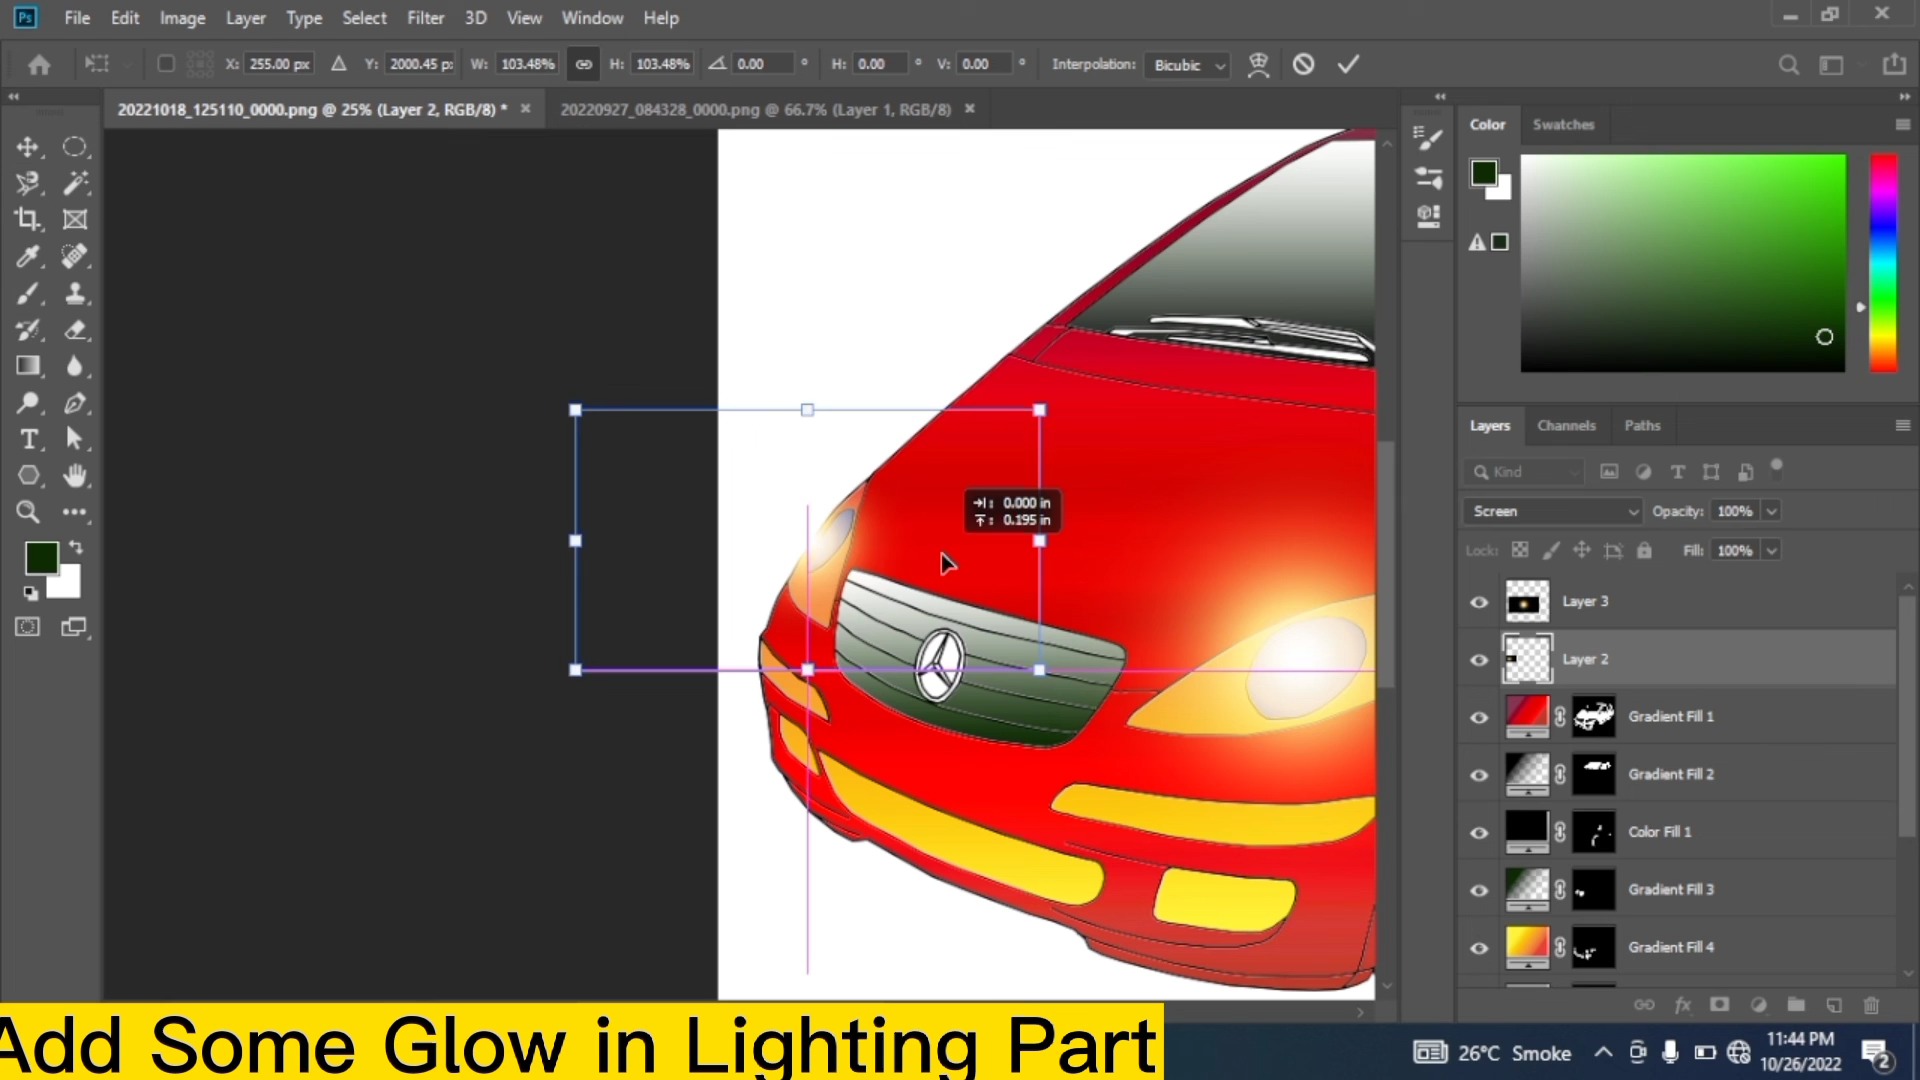 Ps File Edit Image Layer Type Select Filter 3D View Window Help
X: 255.00 px Y: 2000.45 p: W: 103.48% H: 103.48% 0.00 ° H: 0.00 ° V: 0.00 ° Interpolation: Bicubic
20221018_125110_0000.png @ 25% (Layer 2, RGB/8) * 20220927_084328_0000.png @ 66.7% (Layer 1, RGB/8)
Color Swatches
Layers Channels Paths
Kind
Screen Opacity: 100%
Lock: Fill: 100%
0.000 in
0.195 in
Layer 3
Layer 2
Gradient Fill 1
Gradient Fill 2
Color Fill 1
Gradient Fill 3
Gradient Fill 4
Add Some Glow in Lighting Part
26°C Smoke
11:44 PM
10/26/2022
2